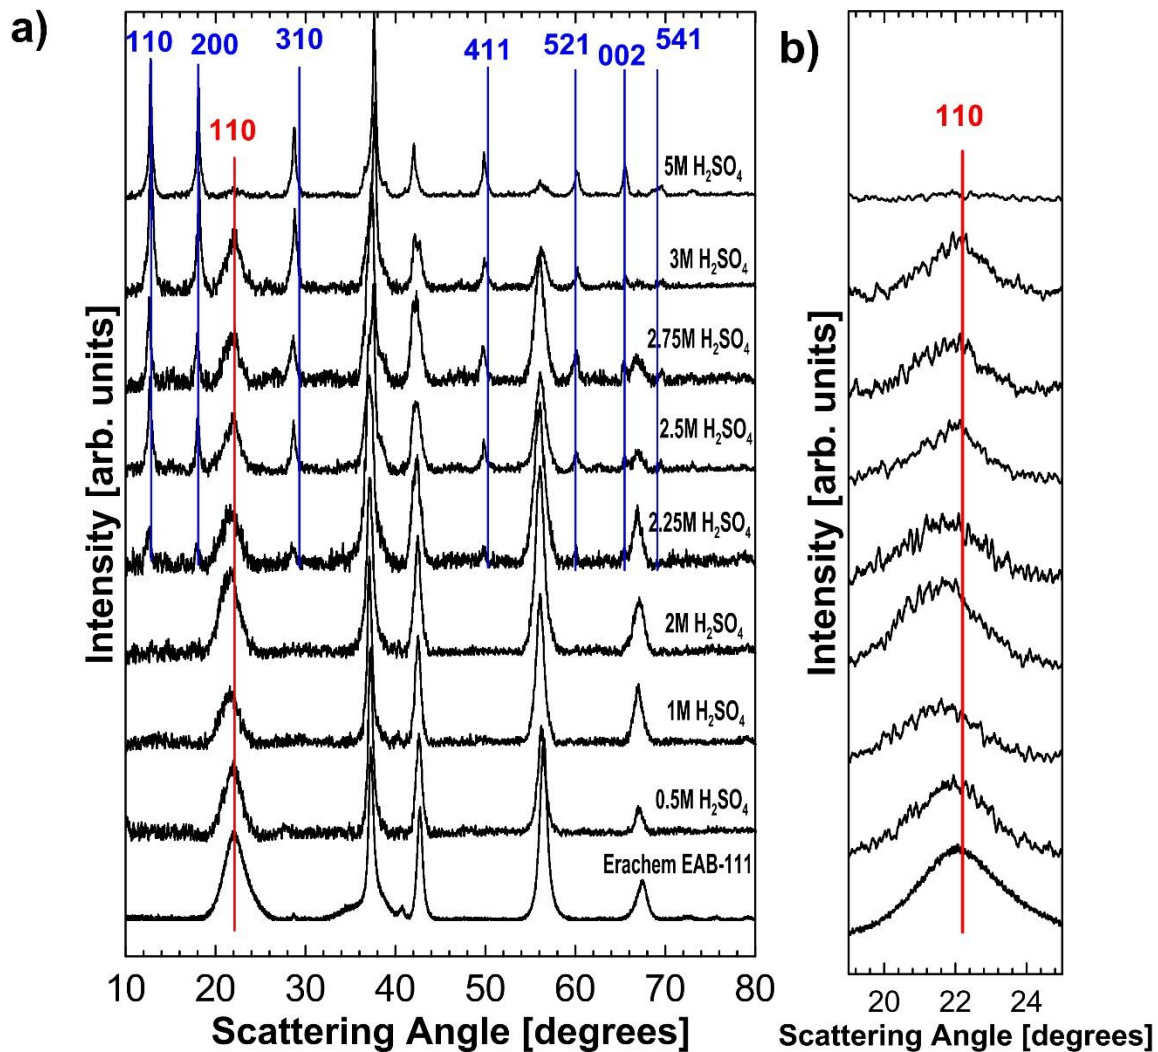 a)
110 200 310 411 521 002 541
110
5M H₂SO₄
3M H₂SO₄
2.75M H₂SO₄
2.5M H₂SO₄
2.25M H₂SO₄
2M H₂SO₄
1M H₂SO₄
0.5M H₂SO₄
Erachem EAB-111
Intensity [arb. units]
10 20 30 40 50 60 70 80
Scattering Angle [degrees]
b)
110
Intensity [arb. units]
20 22 24
Scattering Angle [degrees]